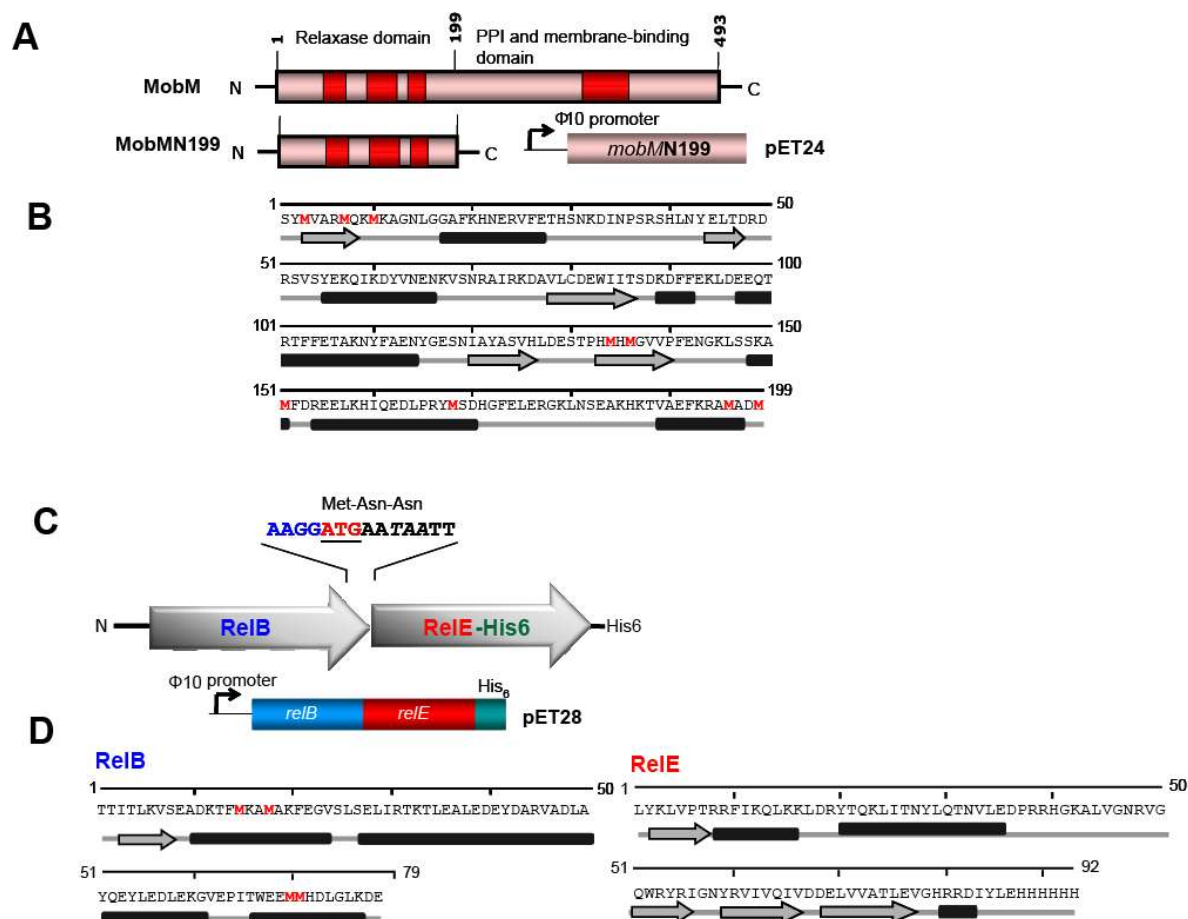 A
1 Relaxase domain 199 PPI and membrane-binding domain 493
MobM N C
MobMN199 N C
Φ10 promoter
mobMN199 pET24
B
1 50
SYMVARMQKMKAGNLGGAFKHNERVFETHSNKDINPSRSHLNYELTDRD
51 100
RSVSYEKQIKDYVNENKVSNRAIRKDAVLCDEWIITSDKDFFEKLDEEQT
101 150
RTFFETAKNYFAENYGESNIAYASVHLDESTPHMHMGVVPFENGKLSSKA
151 199
MFDREELKHIQEDLPRYMSDHGFELERGKLNSEAKHKTVAEFKRAMADM
C
Met-Asn-Asn
AAGGATGAATAATT
N RelB RelE-His6 His6
Φ10 promoter His6
relB relE pET28
D
RelB
1 50
TTITLKVSEADKTFMKAMAKFEGVSLSELIRTKTLEALEDEYDARVADLA
51 79
YQEYLEDLEKGVEPITWEEMMHDLGLKDE
RelE
1 50
LYKLVPTRRFIKQLKKLDRYTQKLITNYLQTNVLEDPRRHGKALVGNRVG
51 92
QWRYRIGNYRVIVQIVDDELVVATLEVGHRRDIYLEHHHHHH